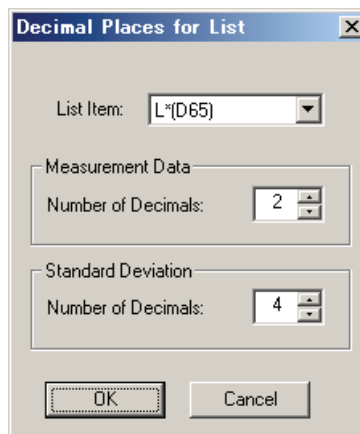 Decimal Places for List
List Item: L*(D65)
Measurement Data
Number of Decimals: 2
Standard Deviation
Number of Decimals: 4
OK Cancel